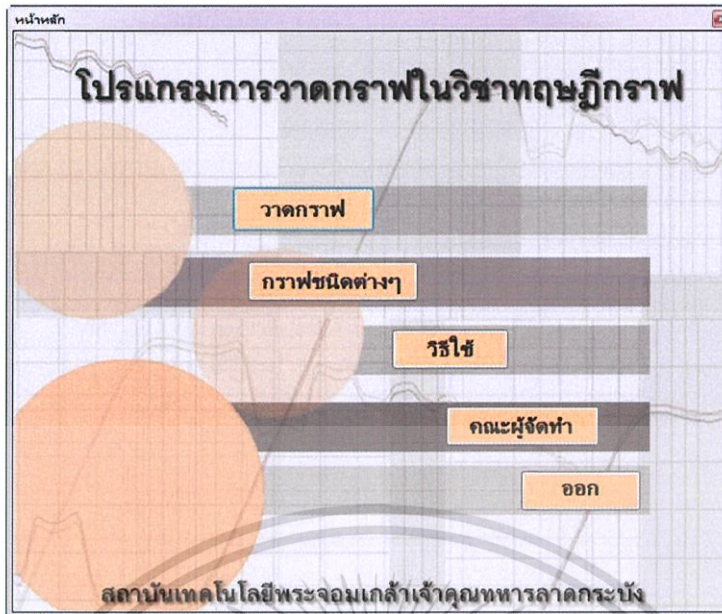 หน้าหลัก
โปรแกรมการวาดกราฟในวิชาทฤษฎีกราฟ
วาดกราฟ
กราฟชนิดต่างๆ
วิธีใช้
คณะผู้จัดทำ
ออก
สถาบันเทคโนโลยีพระจอมเกล้าเจ้าคุณทหารลาดกระบัง